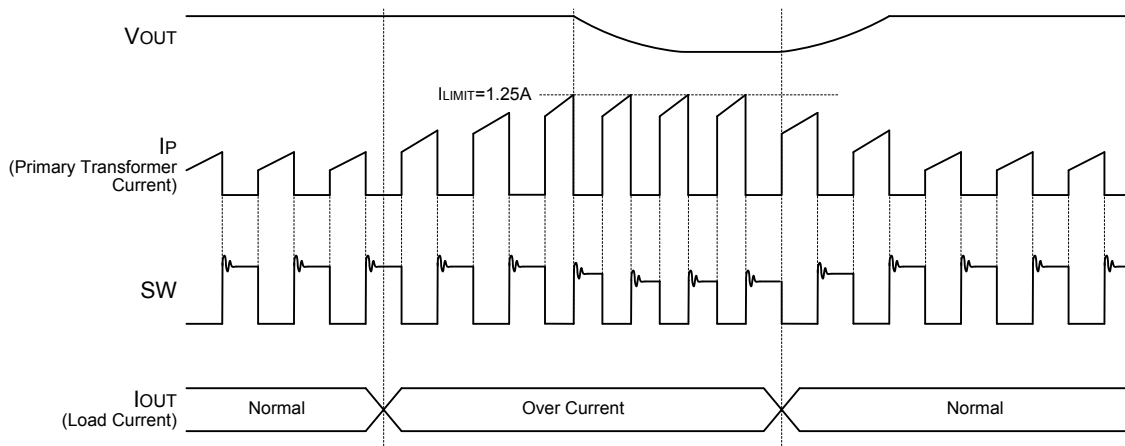 VOUT
ILIMIT=1.25A
IP
(Primary Transformer
Current)
SW
IOUT
(Load Current)
Normal
Over Current
Normal